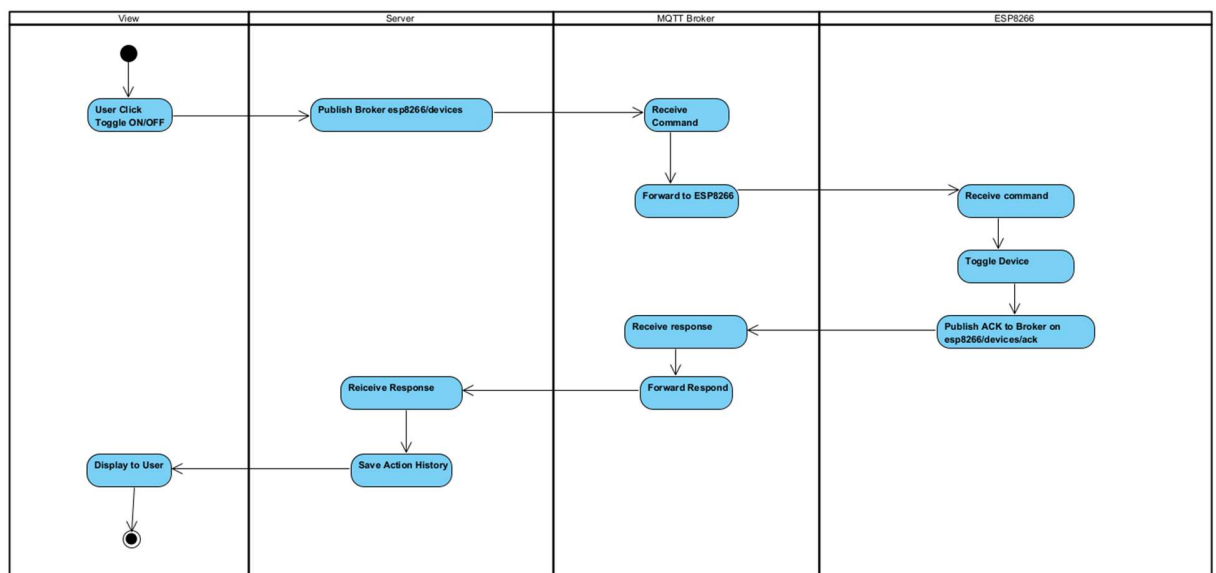 View
Server
MQTT Broker
ESP8266
User Click
Toggle ON/OFF
Publish Broker esp8266/devices
Receive
Command
Forward to ESP8266
Receive command
Toggle Device
Receive response
Publish ACK to Broker on
esp8266/devices/ack
Reiceive Response
Forward Respond
Display to User
Save Action History